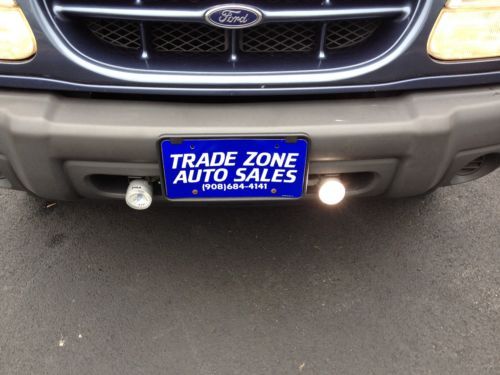 Ford
TRADE ZONE
AUTO SALES
(908)684-4141